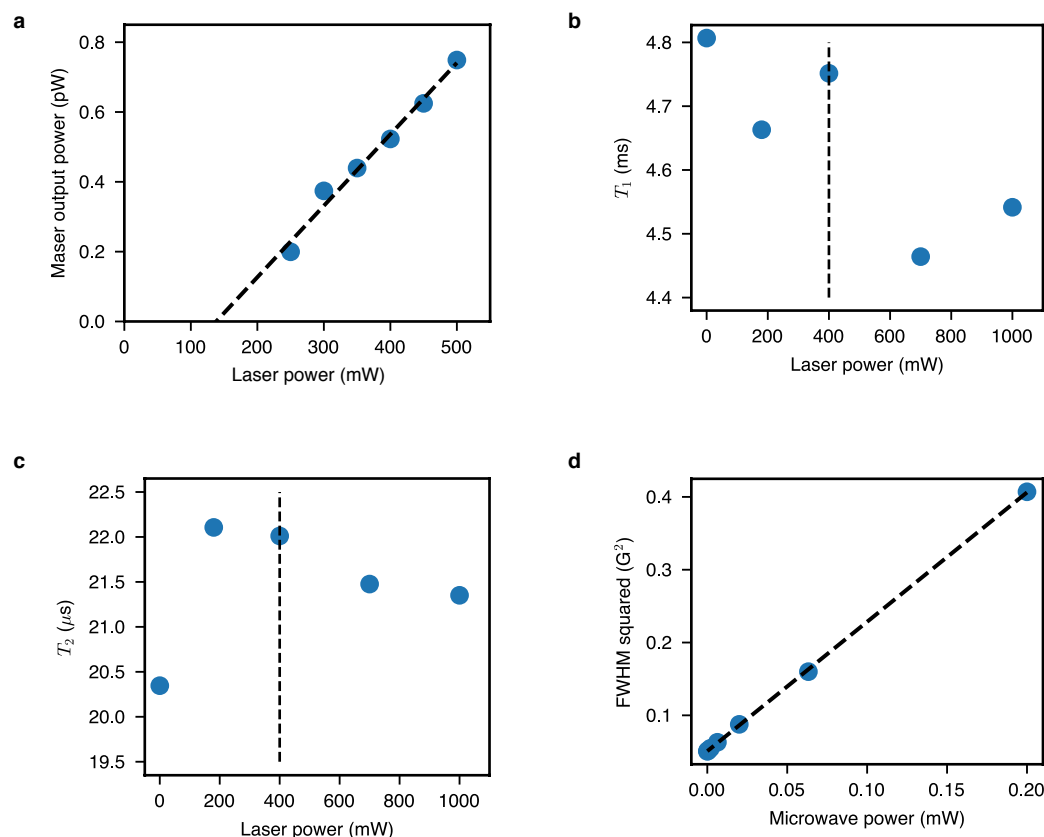 a
Maser output power (pW)
0.8
0.6
0.4
0.2
0.0
0 100 200 300 400 500
Laser power (mW)
b
T1 (ms)
4.8
4.7
4.6
4.5
4.4
0 200 400 600 800 1000
Laser power (mW)
c
T2 (μs)
22.5
22.0
21.5
21.0
20.5
20.0
19.5
0 200 400 600 800 1000
Laser power (mW)
d
FWHM squared (G²)
0.4
0.3
0.2
0.1
0.00 0.05 0.10 0.15 0.20
Microwave power (mW)